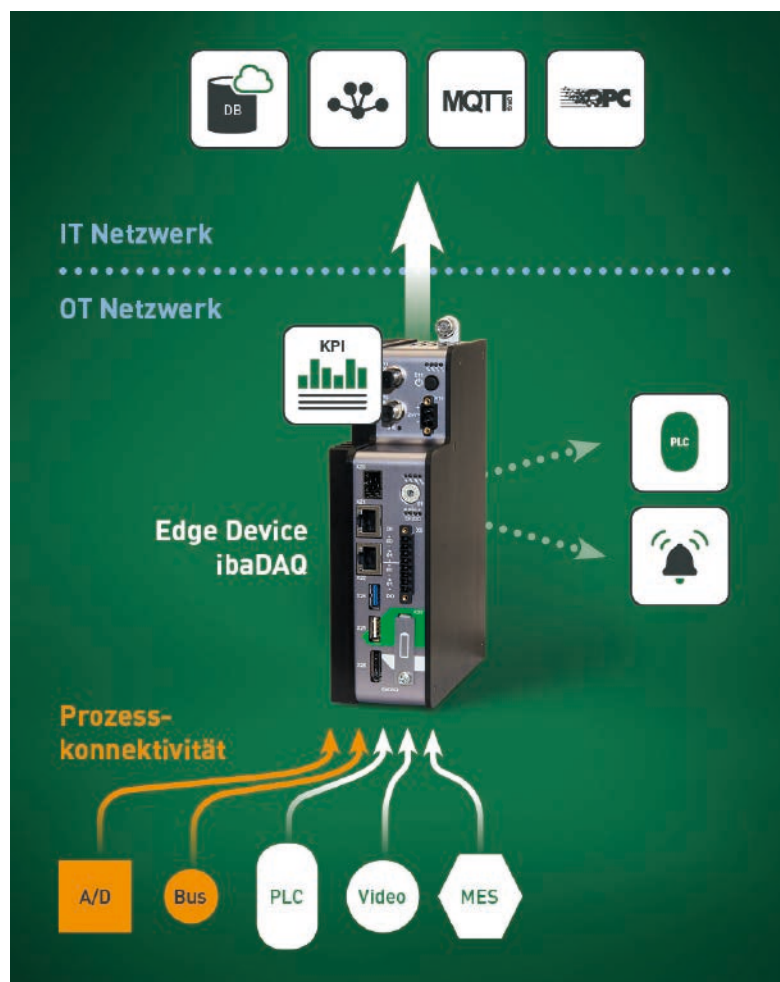 DB
MQTT
OPC
IT Netzwerk
OT Netzwerk
KPI
PLC
Edge Device
ibaDAQ
Prozess-
konnektivität
A/D
Bus
PLC
Video
MES